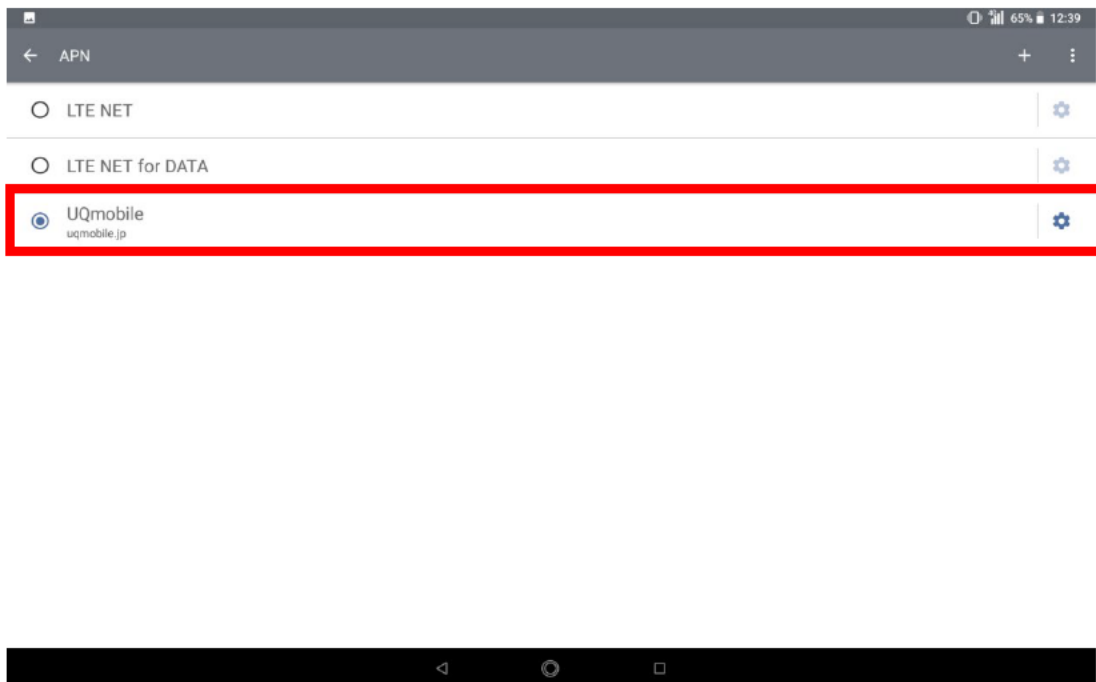 65% 12:39
APN
LTE NET
LTE NET for DATA
UQmobile
uqmobile.jp